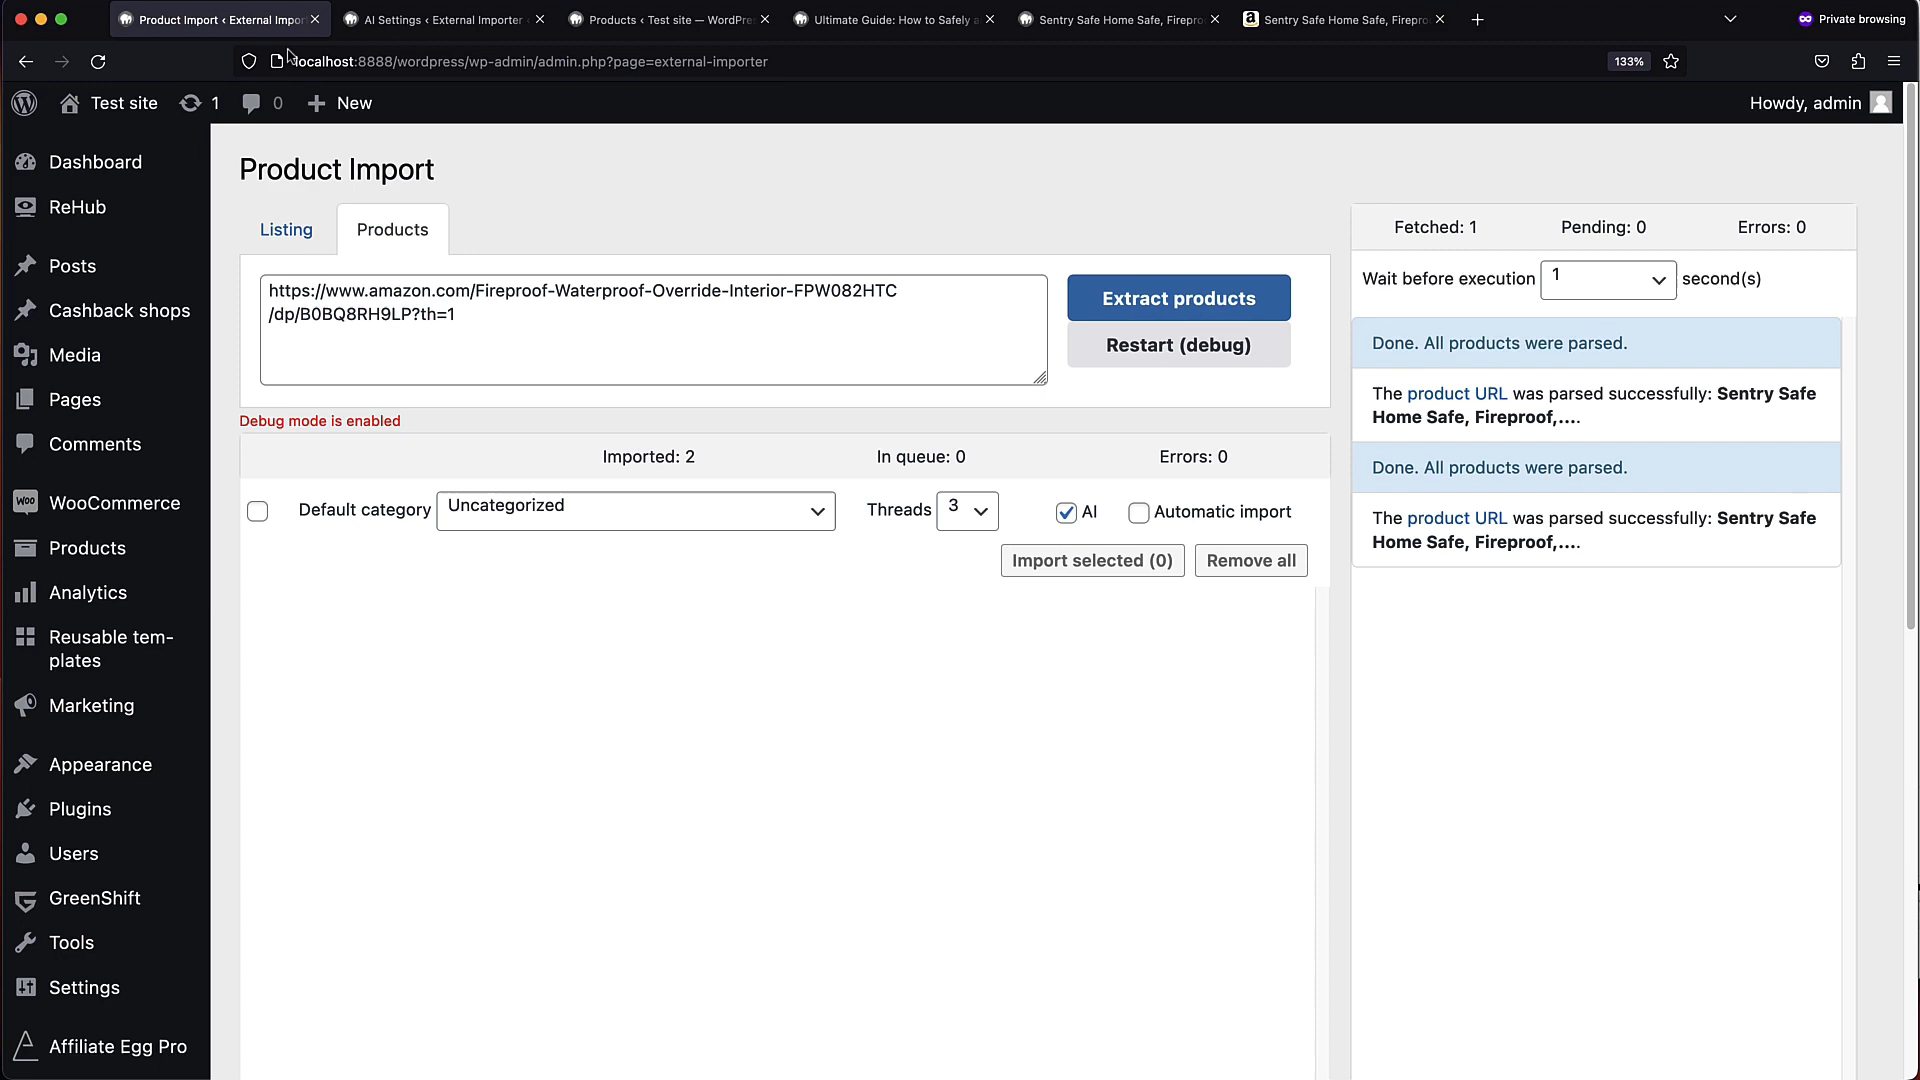 Product Import ‹ External Impor
AI Settings ‹ External Importer
Products ‹ Test site — WordPre
Ultimate Guide: How to Safely a
Sentry Safe Home Safe, Firepro
Sentry Safe Home Safe, Firepro
Private browsing
localhost:8888/wordpress/wp-admin/admin.php?page=external-importer
133%
Test site
1
0
New
Howdy, admin
Dashboard
ReHub
Posts
Cashback shops
Media
Pages
Comments
WooCommerce
Products
Analytics
Reusable tem-
plates
Marketing
Appearance
Plugins
Users
GreenShift
Tools
Settings
Affiliate Egg Pro
Product Import
Listing
Products
https://www.amazon.com/Fireproof-Waterproof-Override-Interior-FPW082HTC
/dp/B0BQ8RH9LP?th=1
Extract products
Restart (debug)
Debug mode is enabled
Imported: 2
In queue: 0
Errors: 0
Default category
Uncategorized
Threads
3
AI
Automatic import
Import selected (0)
Remove all
Fetched: 1
Pending: 0
Errors: 0
Wait before execution
1
second(s)
Done. All products were parsed.
The product URL was parsed successfully: Sentry Safe
Home Safe, Fireproof,....
Done. All products were parsed.
The product URL was parsed successfully: Sentry Safe
Home Safe, Fireproof,....